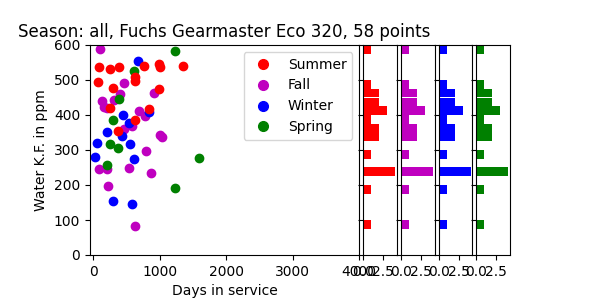 Season: all, Fuchs Gearmaster Eco 320, 58 points
Water K.F. in ppm
600
500
400
300
200
100
0
Summer
Fall
Winter
Spring
0 1000 2000 3000 4000 0.0 2.5 0.0 2.5 0.0 2.5 0.0 2.5
Days in service